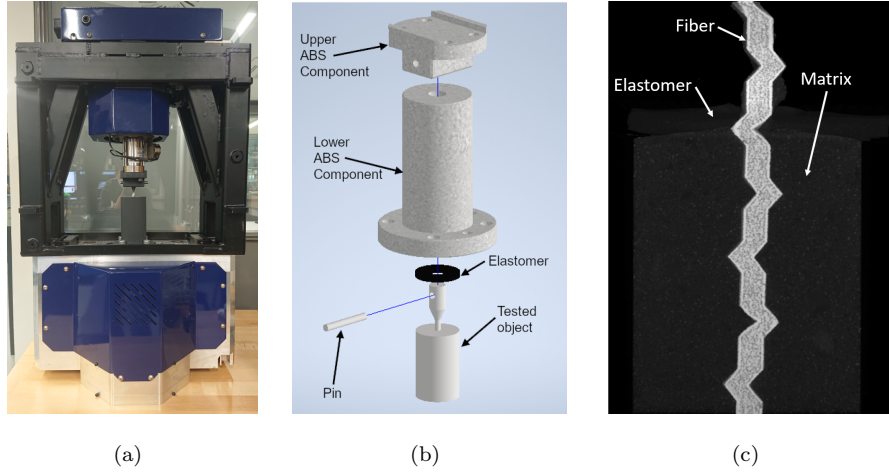 Upper
ABS
Component
Lower
ABS
Component
Elastomer
Tested
object
Pin
Fiber
Elastomer
Matrix
(a)
(b)
(c)